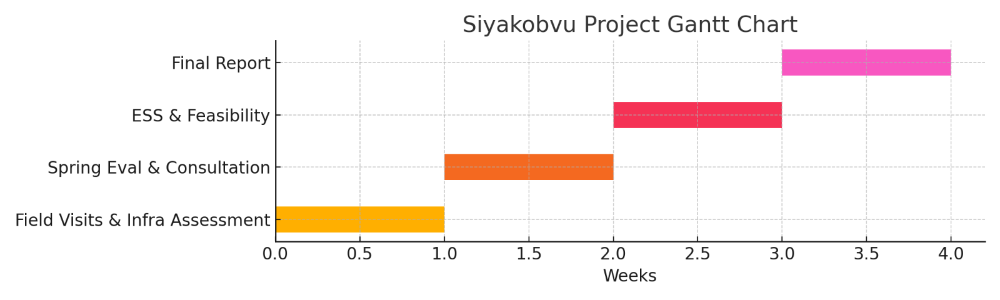 Siyakobvu Project Gantt Chart
Final Report
ESS & Feasibility
Spring Eval & Consultation
Field Visits & Infra Assessment
0.0 0.5 1.0 1.5 2.0 2.5 3.0 3.5 4.0
Weeks